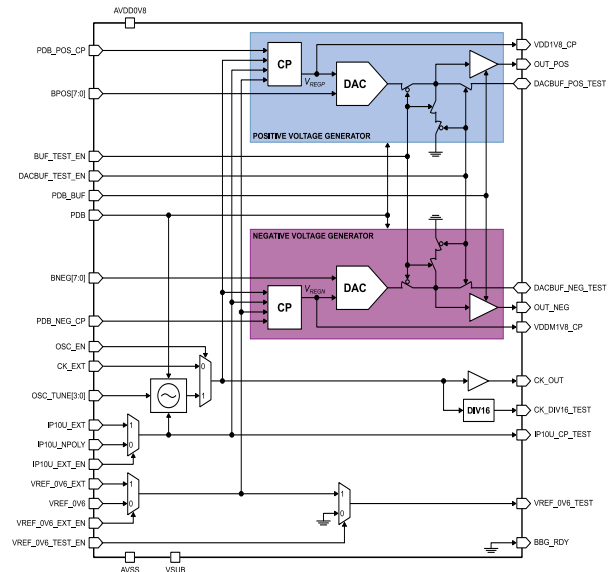 AVDD0V8
PDB_POS_CP
BPOS[7:0]
BUF_TEST_EN
DACBUF_TEST_EN
PDB_BUF
PDB
BNEG[7:0]
PDB_NEG_CP
OSC_EN
CK_EXT
OSC_TUNE[3:0]
IP10U_EXT
IP10U_NPOLY
IP10U_EXT_EN
VREF_0V6_EXT
VREF_0V6
VREF_0V6_EXT_EN
VREF_0V6_TEST_EN
CP
VREGP
DAC
POSITIVE VOLTAGE GENERATOR
NEGATIVE VOLTAGE GENERATOR
CP
VREGN
DAC
0
1
1
0
1
0
1
0
DIV16
VDD1V8_CP
OUT_POS
DACBUF_POS_TEST
DACBUF_NEG_TEST
OUT_NEG
VDDM1V8_CP
CK_OUT
CK_DIV16_TEST
IP10U_CP_TEST
VREF_0V6_TEST
BBG_RDY
AVSS
VSUB